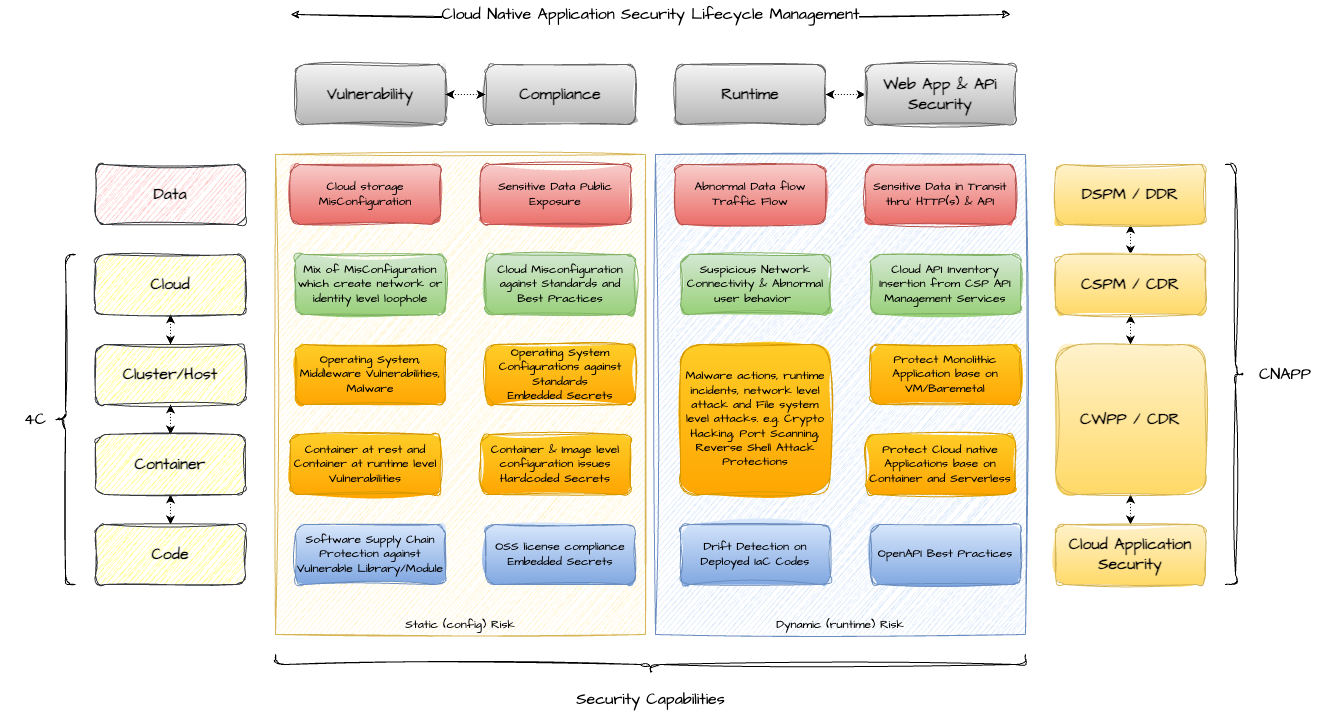 Cloud Native Application Security Lifecycle Management
Vulnerability
Compliance
Runtime
Web App & APi
Security
Data
Cloud storage
MisConfiguration
Sensitive Data Public
Exposure
Abnormal Data flow
Traffic Flow
Sensitive Data in Transit
thru' HTTP(s) & API
DSPM / DDR
Cloud
Mix of MisConfiguration
which create network or
identity level loophole
Cloud Misconfiguration
against Standards and
Best Practices
Suspicious Network
Connectivity & Abnormal
user behavior
Cloud API Inventory
Insertion from CSP API
Management Services
CSPM / CDR
Cluster/Host
Operating System,
Middleware Vulnerabilities,
Malware
Operating System
Configurations against
Standards
Embedded Secrets
Malware actions, runtime
incidents, network level
attack and File system
level attacks. e.g. Crypto
Hacking, Port Scanning,
Reverse Shell Attack
Protections
Protect Monolithic
Application base on
VM/Baremetal
CWPP / CDR
CNAPP
4C
Container
Container at rest and
Container at runtime level
Vulnerabilities
Container & Image level
configuration issues
Hardcoded Secrets
Protect Cloud native
Applications base on
Container and Serverless
Code
Software Supply Chain
Protection against
Vulnerable Library/Module
OSS license compliance
Embedded Secrets
Drift Detection on
Deployed IaC Codes
OpenAPI Best Practices
Cloud Application
Security
Static (config) Risk
Dynamic (runtime) Risk
Security Capabilities